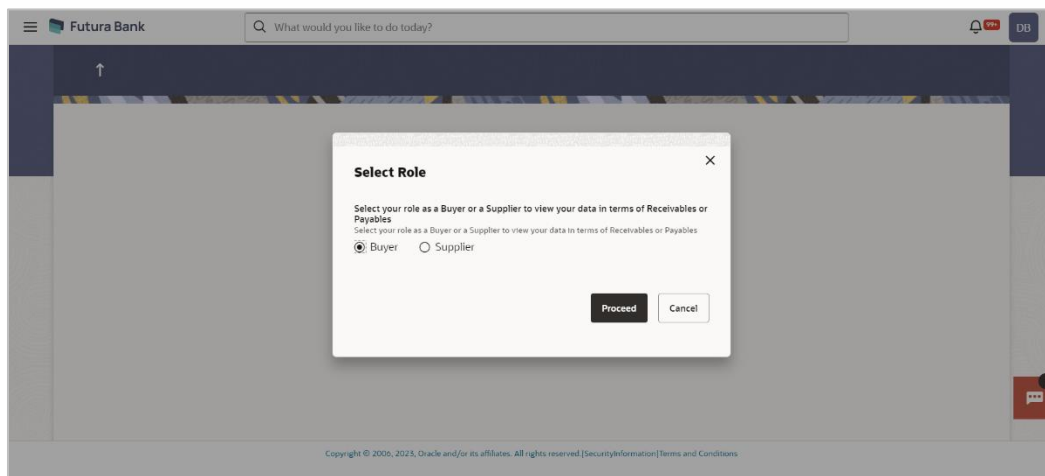 Futura Bank
What would you like to do today?
99+
DB
Select Role
Select your role as a Buyer or a Supplier to view your data in terms of Receivables or
Payables
Select your role as a Buyer or a Supplier to view your data in terms of Receivables or Payables
Buyer
Supplier
Proceed
Cancel
Copyright © 2006, 2023, Oracle and/or its affiliates. All rights reserved.|SecurityInformation|Terms and Conditions